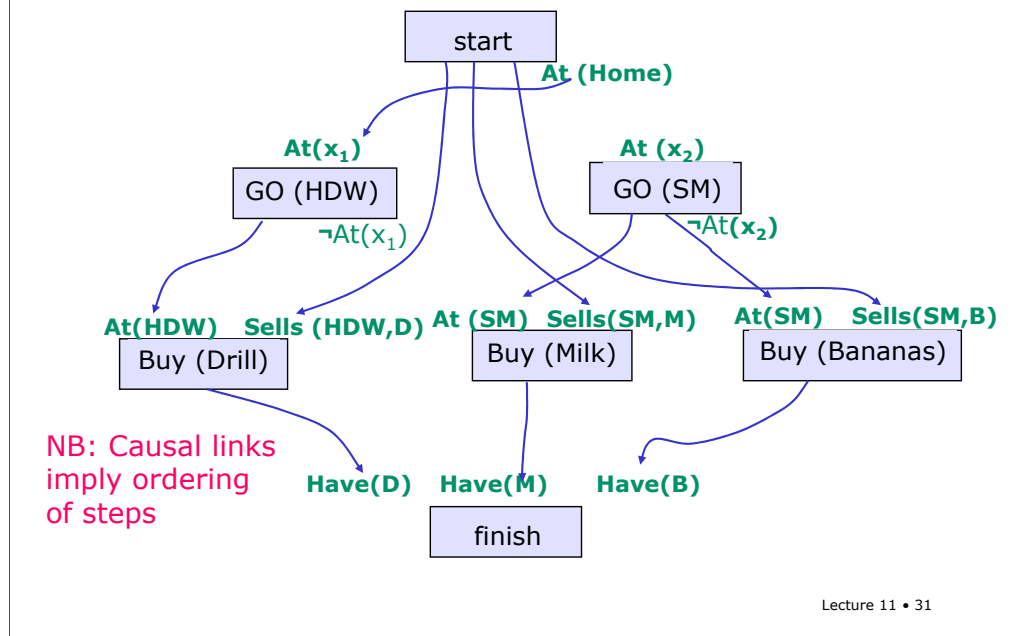 start
At (Home)
At(x₁)
At (x₂)
GO (HDW)
GO (SM)
¬At(x₁)
¬At(x₂)
At(HDW) Sells (HDW,D)
At (SM) Sells(SM,M)
At(SM) Sells(SM,B)
Buy (Drill)
Buy (Milk)
Buy (Bananas)
NB: Causal links
imply ordering
of steps
Have(D)
Have(M)
Have(B)
finish
Lecture 11 • 31